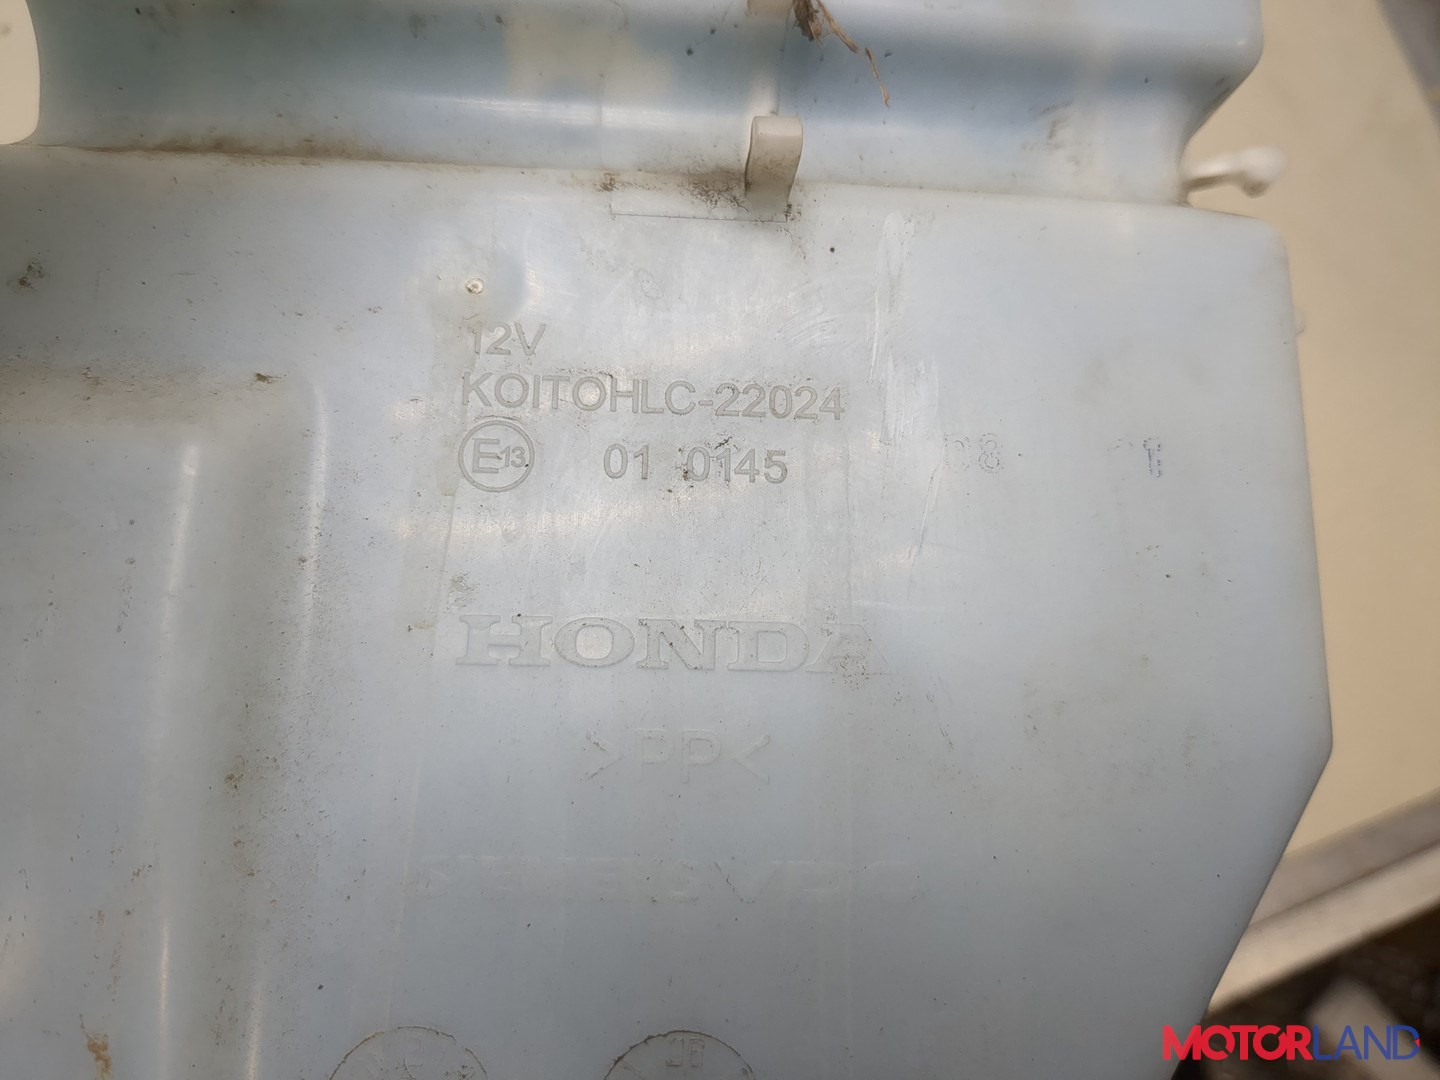 12V
KOITOHLC-22024
E13 01 0145
HONDA
>PP<
MOTORLAND